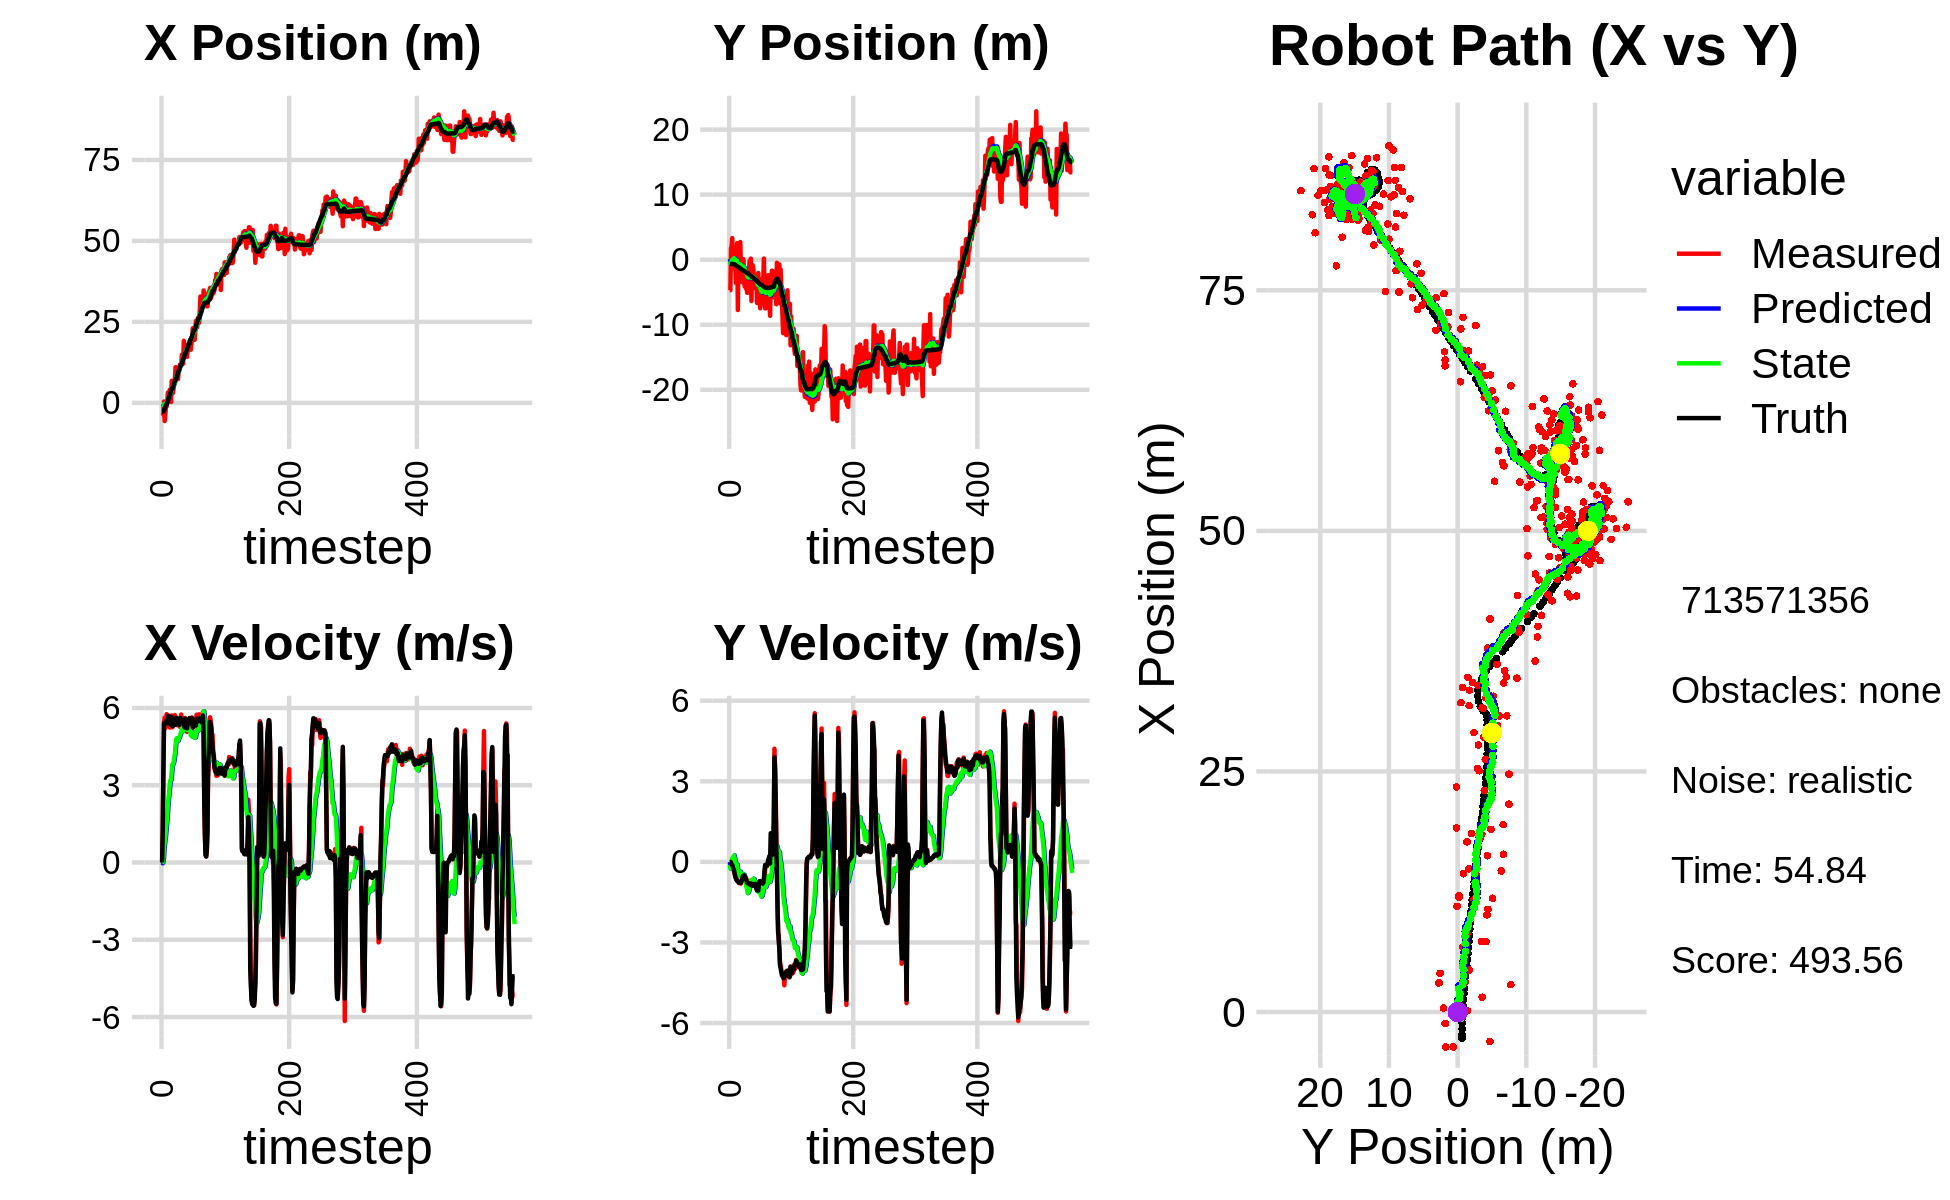 X Position (m)
75
50
25
0
0
200
400
timestep
Y Position (m)
20
10
0
-10
-20
0
200
400
timestep
X Velocity (m/s)
6
3
0
-3
-6
0
200
400
timestep
Y Velocity (m/s)
6
3
0
-3
-6
0
200
400
timestep
Robot Path (X vs Y)
X Position (m)
75
50
25
0
20 10 0 -10 -20
Y Position (m)
variable
Measured
Predicted
State
Truth
713571356
Obstacles: none
Noise: realistic
Time: 54.84
Score: 493.56